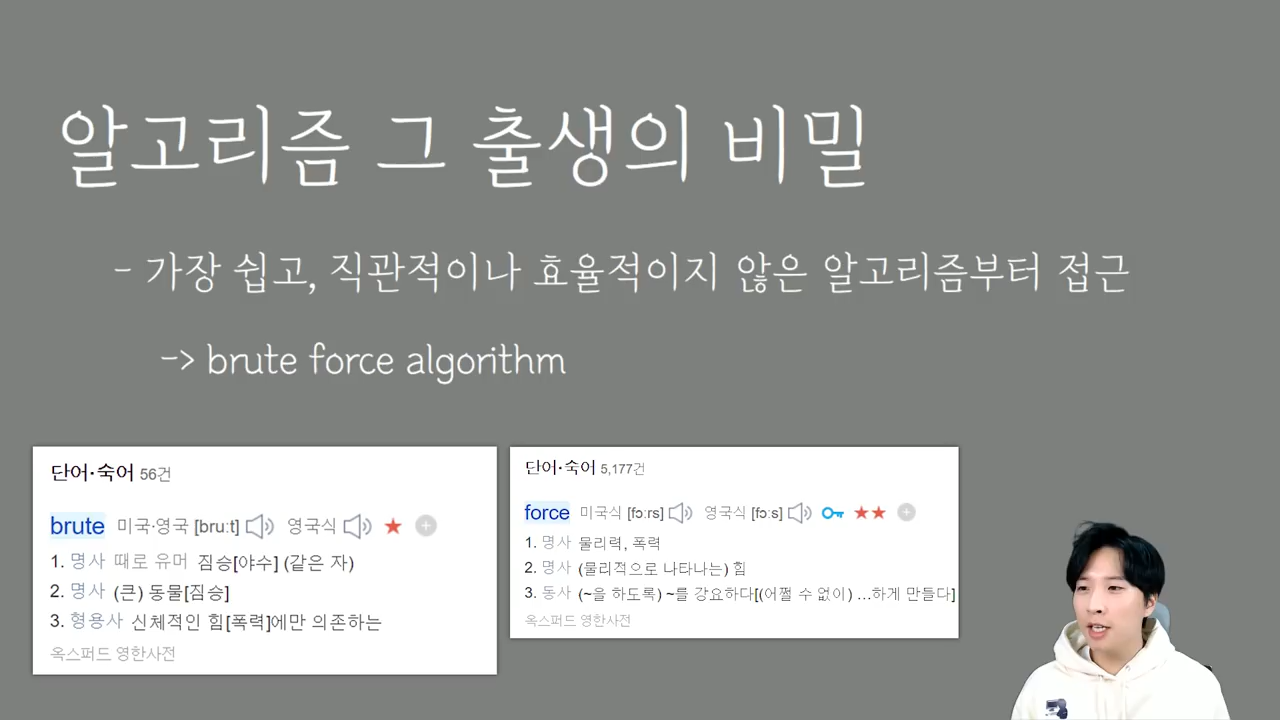 알고리즘 그 출생의 비밀
- 가장 쉽고, 직관적이나 효율적이지 않은 알고리즘부터 접근
-> brute force algorithm
단어·숙어 56건
brute 미국·영국 [bruːt] 영국식
1. 명사 때로 유머 짐승[야수] (같은 자)
2. 명사 (큰) 동물[짐승]
3. 형용사 신체적인 힘[폭력]에만 의존하는
옥스퍼드 영한사전
단어·숙어 5,177건
force 미국식 [fɔːrs] 영국식 [fɔːs]
1. 명사 물리력, 폭력
2. 명사 (물리적으로 나타나는) 힘
3. 동사 (~을 하도록) ~를 강요하다[(어쩔 수 없이) …하게 만들다]
옥스퍼드 영한사전